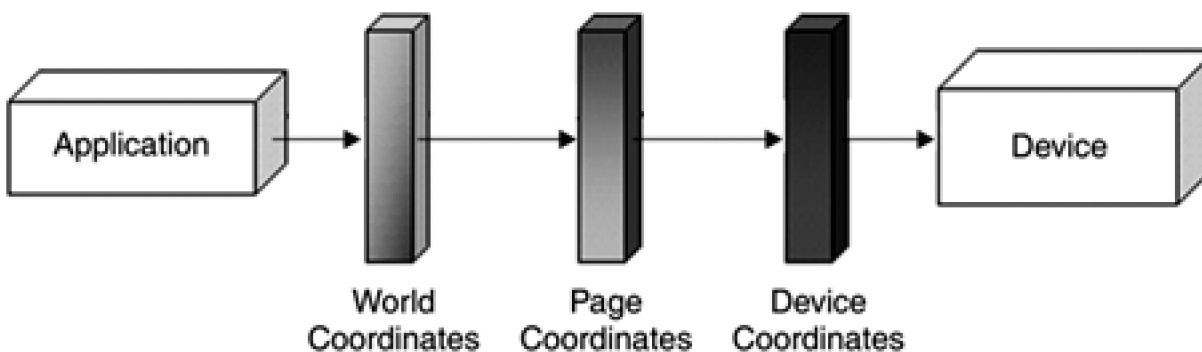 Application
Device
World
Coordinates
Page
Coordinates
Device
Coordinates